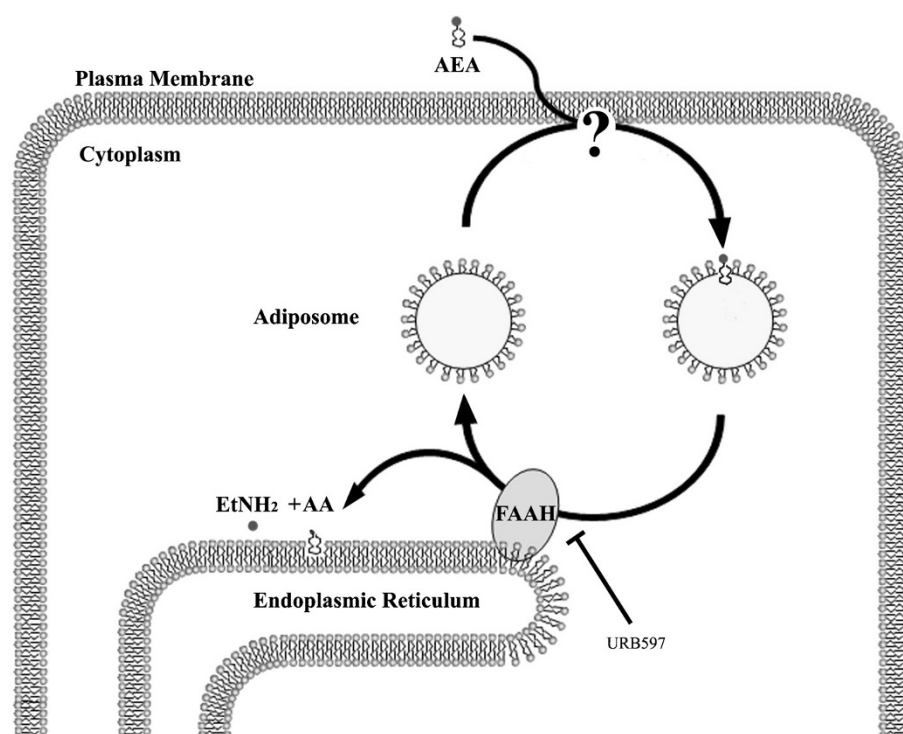 AEA
Plasma Membrane
?
Cytoplasm
Adiposome
EtNH₂ +AA
FAAH
Endoplasmic Reticulum
URB597